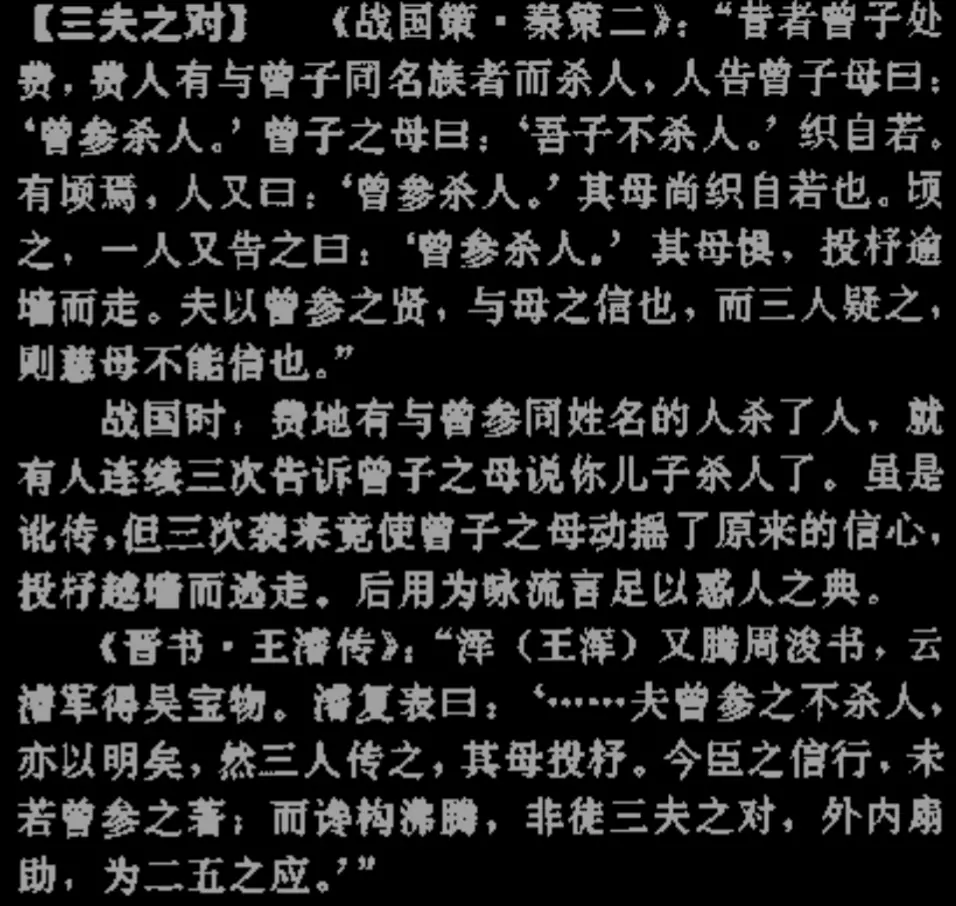 【三夫之对】 《战国策·秦策二》：“昔者曾子处
费，费人有与曾子同名族者而杀人，人告曾子母曰：
‘曾参杀人。’曾子之母曰：‘吾子不杀人。’织自若。
有顷焉，人又曰：‘曾参杀人。’其母尚织自若也。顷
之，一人又告之曰：‘曾参杀人。’其母惧，投杼逾
墙而走。夫以曾参之贤，与母之信也，而三人疑之，
则慈母不能信也。”
战国时，费地有与曾参同姓名的人杀了人，就
有人连续三次告诉曾子之母说你儿子杀人了。虽是
讹传，但三次袭来竟使曾子之母动摇了原来的信心，
投杼越墙而逃走。后用为咏流言足以惑人之典。
《晋书·王濬传》：“浑（王浑）又腾周浚书，云
濬军得吴宝物。濬复表曰：‘……夫曾参之不杀人，
亦以明矣，然三人传之，其母投杼。今臣之信行，未
若曾参之著；而谗构沸腾，非徒三夫之对，外内扇
助，为二五之应。’”